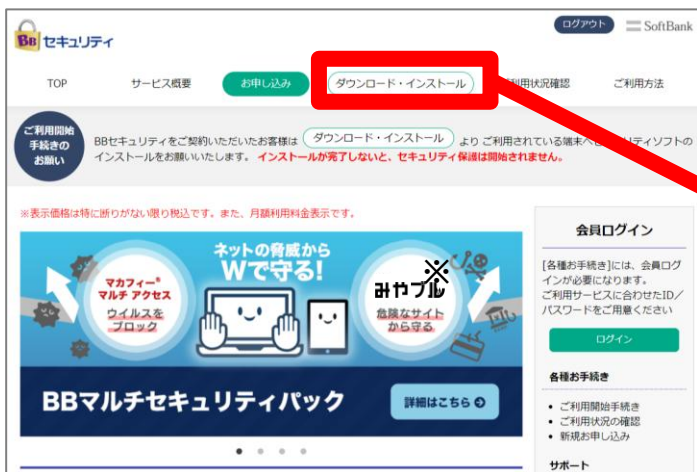 ログアウト
SoftBank
BB セキュリティ
TOP
サービス概要
お申し込み
ダウンロード・インストール
利用状況確認
ご利用方法
ご利用開始
手続きの
お願い
BBセキュリティをご契約いただいたお客様は ダウンロード・インストール より ご利用されている端末へセ リティソフトの
インストールをお願いいたします。 インストールが完了しないと、セキュリティ保護は開始されません。
※表示価格は特に断りがない限り税込です。また、月額利用料金表示です。
ネットの脅威から
Wで守る!
マカフィー®
マルチ アクセス
ウイルスを
ブロック
※
みやブル
危険なサイト
から守る
BBマルチセキュリティパック
詳細はこちら
会員ログイン
[各種お手続き]には、会員ログ
インが必要になります。
ご利用サービスに合わせたID/
パスワードをご用意ください
ログイン
各種お手続き
• ご利用開始手続き
• ご利用状況の確認
• 新規お申し込み
サポート